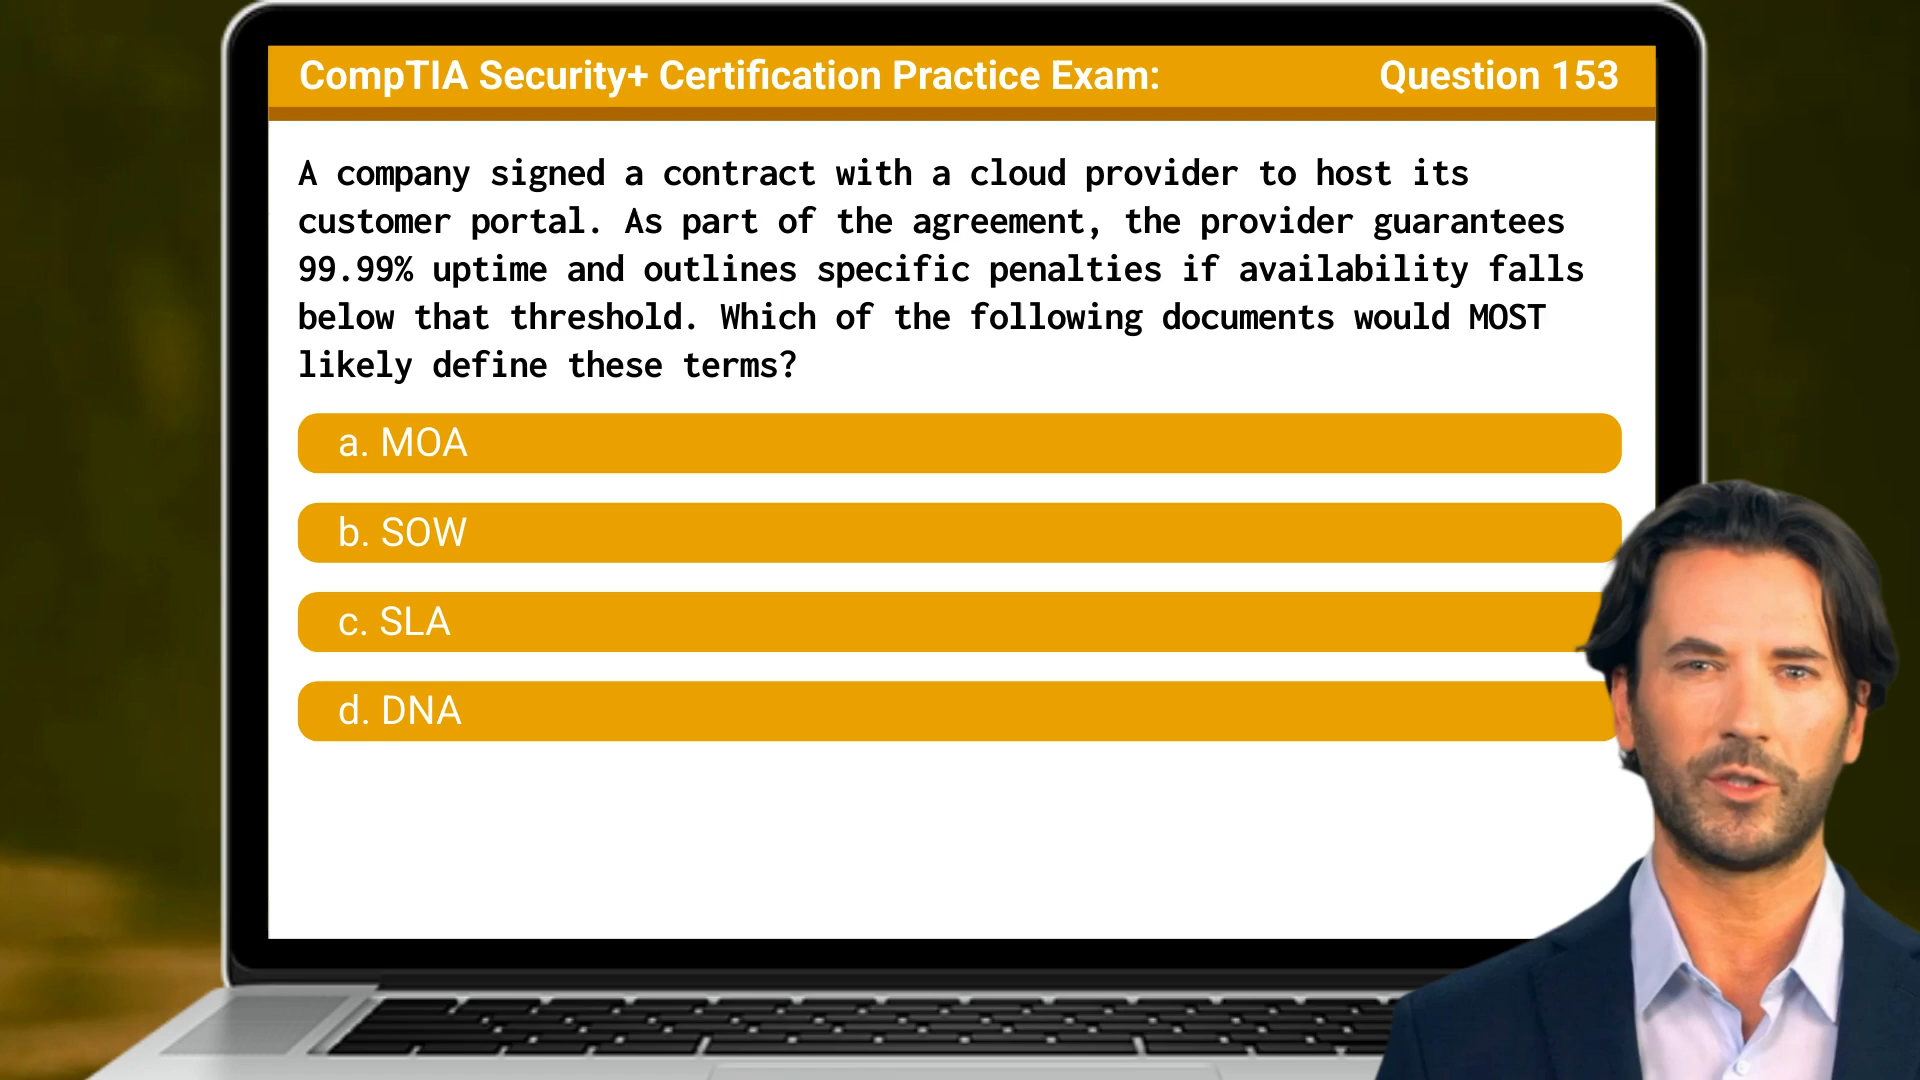 CompTIA Security+ Certification Practice Exam: Question 153
A company signed a contract with a cloud provider to host its
customer portal. As part of the agreement, the provider guarantees
99.99% uptime and outlines specific penalties if availability falls
below that threshold. Which of the following documents would MOST
likely define these terms?
a. MOA
b. SOW
c. SLA
d. DNA